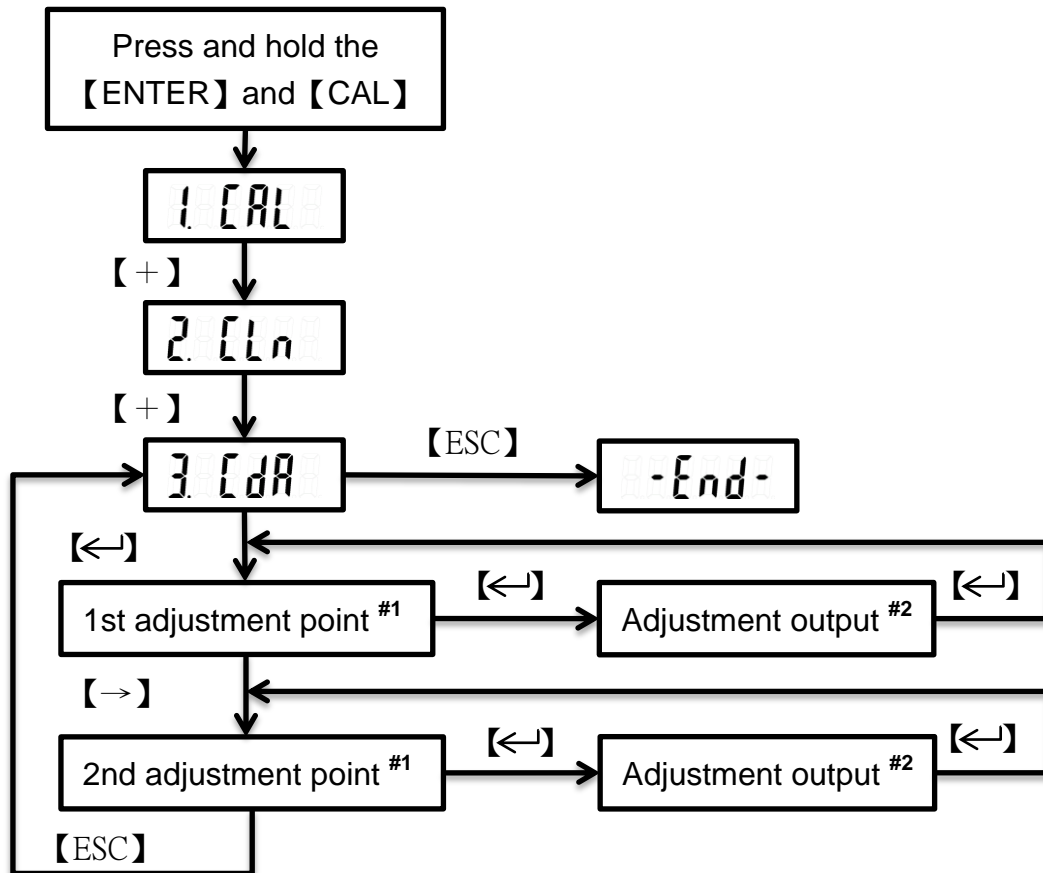 Press and hold the
【ENTER】and【CAL】
1. CAL
【+】
2. CLn
【+】
3. CdA
【ESC】
-End-
【←┘】
1st adjustment point #1
【←┘】
Adjustment output #2
【←┘】
【→】
2nd adjustment point #1
【←┘】
Adjustment output #2
【←┘】
【ESC】